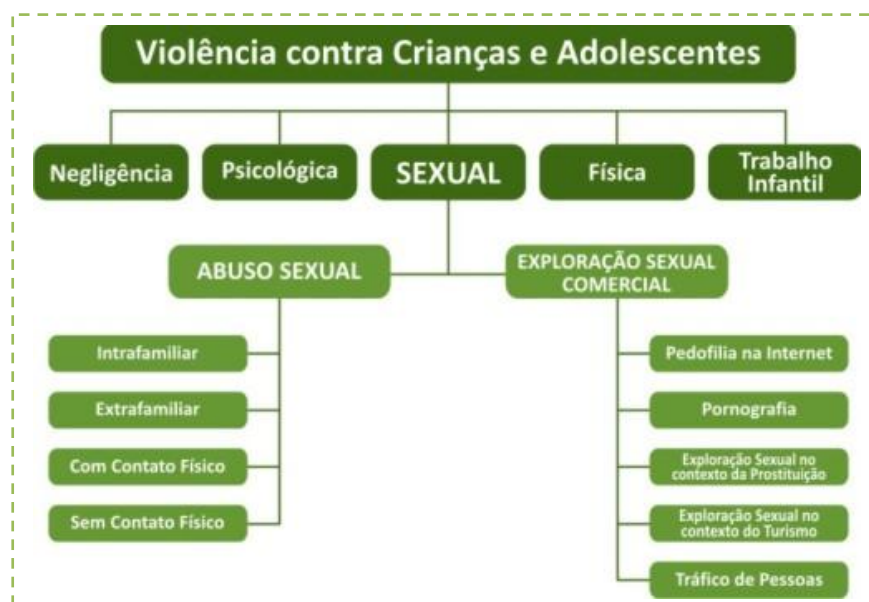 Violência contra Crianças e Adolescentes
Negligência
Psicológica
SEXUAL
Física
Trabalho
Infantil
ABUSO SEXUAL
EXPLORAÇÃO SEXUAL
COMERCIAL
Intrafamiliar
Extrafamiliar
Com Contato Físico
Sem Contato Físico
Pedofilia na Internet
Pornografia
Exploração Sexual no
contexto da Prostituição
Exploração Sexual no
contexto do Turismo
Tráfico de Pessoas